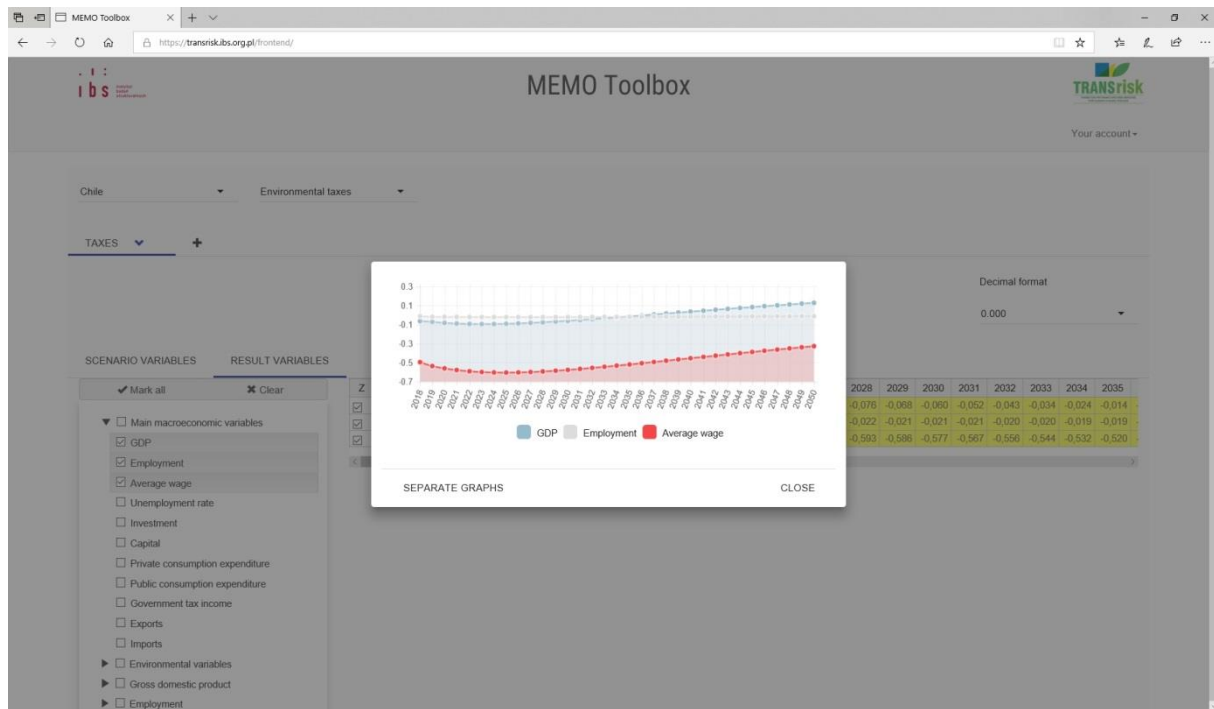 MEMO Toolbox
https://transrisk.ibs.org.pl/frontend/
ibs
MEMO Toolbox
TRANSrisk
Your account
Chile
Environmental taxes
TAXES
Decimal format
0.000
SCENARIO VARIABLES
RESULT VARIABLES
Mark all
Clear
Main macroeconomic variables
GDP
Employment
Average wage
Unemployment rate
Investment
Capital
Private consumption expenditure
Public consumption expenditure
Government tax income
Exports
Imports
Environmental variables
Gross domestic product
Employment
0.3
0.1
-0.1
-0.3
-0.5
-0.7
2018 2019 2020 2021 2022 2023 2024 2025 2026 2027 2028 2029 2030 2031 2032 2033 2034 2035 2036 2037 2038 2039 2040 2041 2042 2043 2044 2045 2046 2047 2048 2049 2050
GDP Employment Average wage
SEPARATE GRAPHS
CLOSE
Z 2028 2029 2030 2031 2032 2033 2034 2035
-0,076 -0,068 -0,060 -0,052 -0,043 -0,034 -0,024 -0,014
-0,022 -0,021 -0,021 -0,021 -0,020 -0,020 -0,019 -0,019
-0,593 -0,586 -0,577 -0,567 -0,556 -0,544 -0,532 -0,520